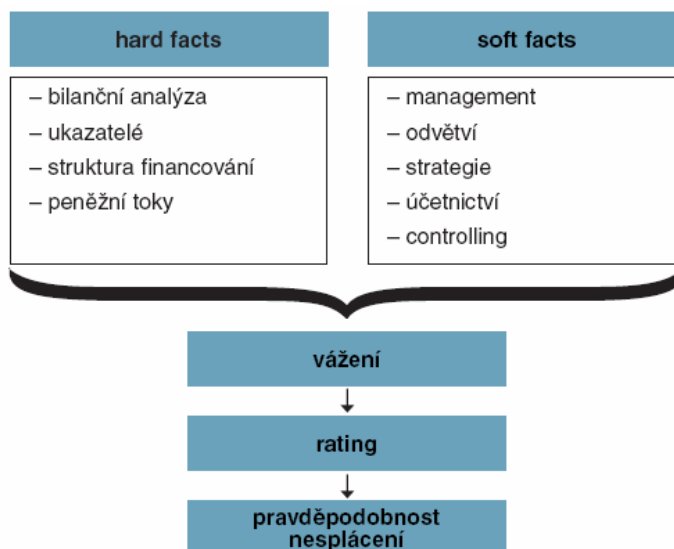 hard facts
– bilanční analýza
– ukazatelé
– struktura financování
– peněžní toky
soft facts
– management
– odvětví
– strategie
– účetnictví
– controlling
vážení
rating
pravděpodobnost
nesplácení